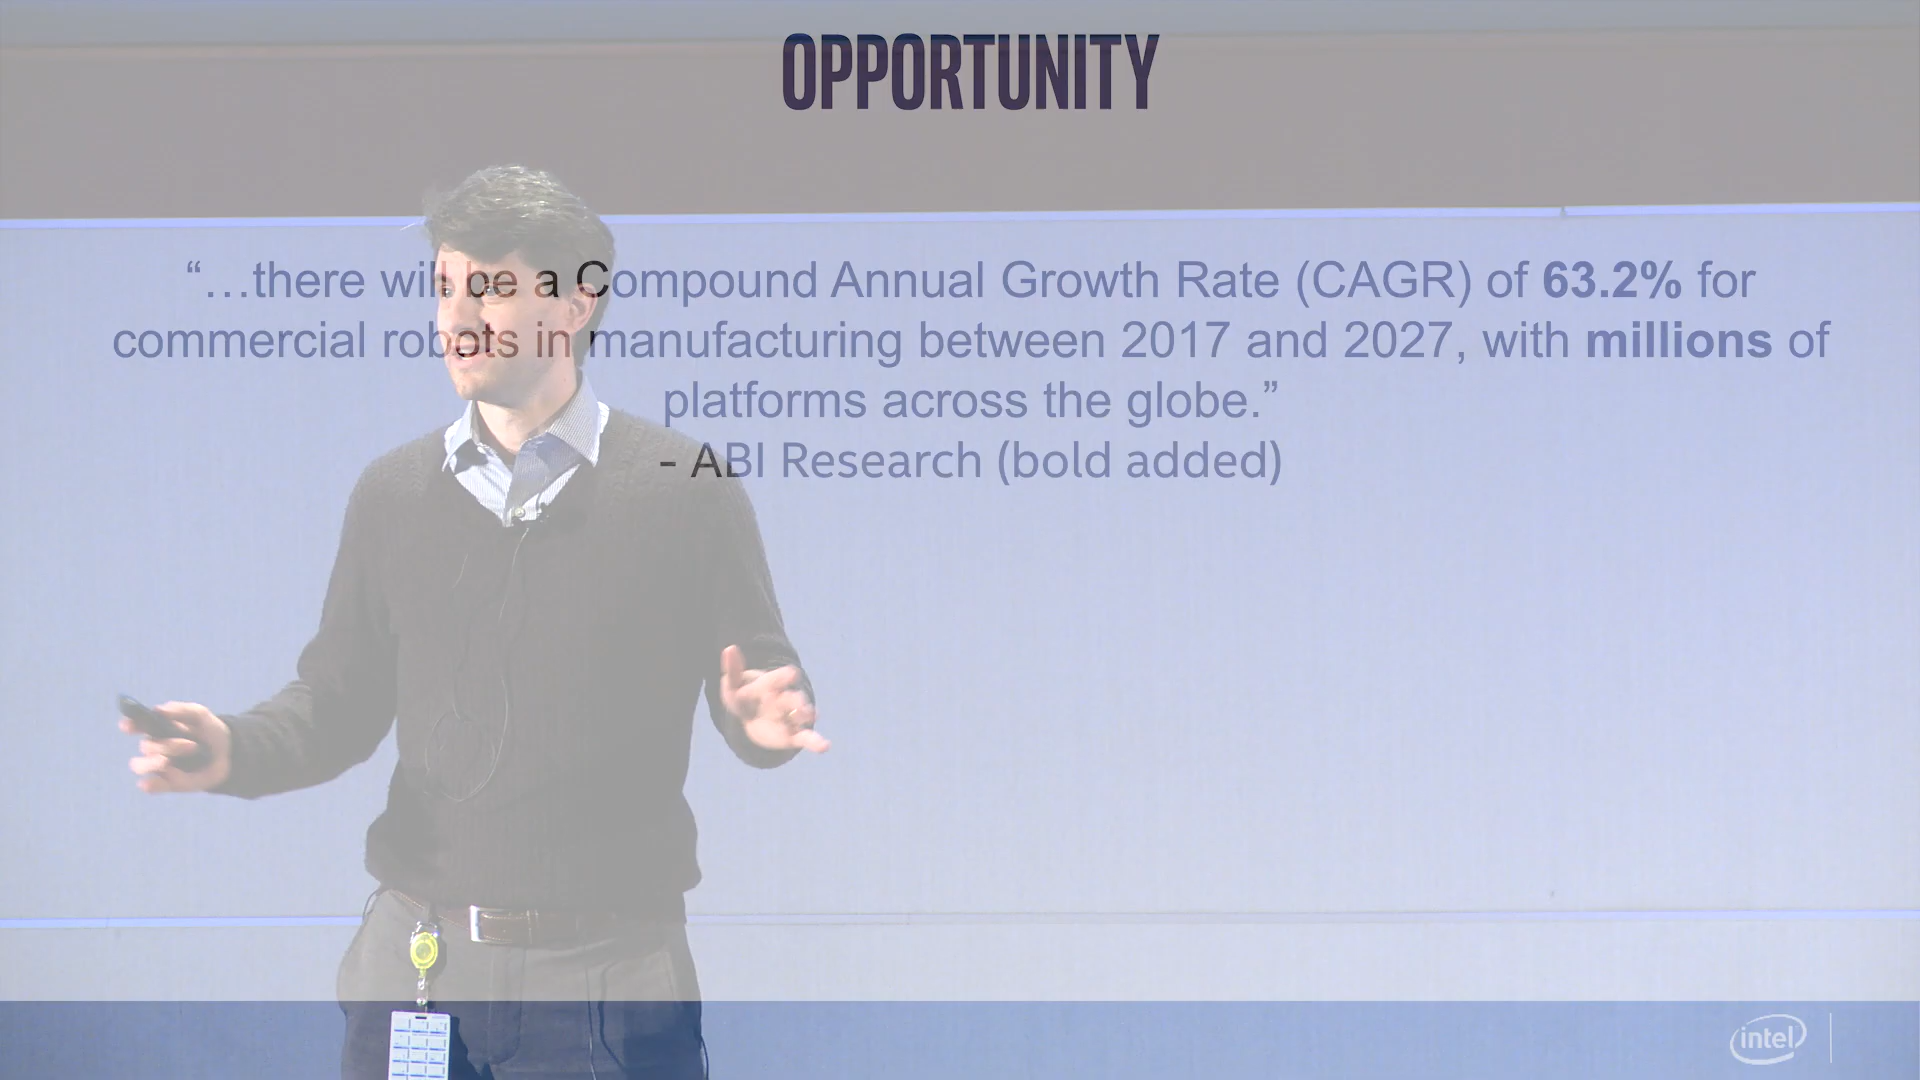 OPPORTUNITY
“…there will be a Compound Annual Growth Rate (CAGR) of 63.2% for
commercial robots in manufacturing between 2017 and 2027, with millions of
platforms across the globe.”
- ABI Research (bold added)
intel